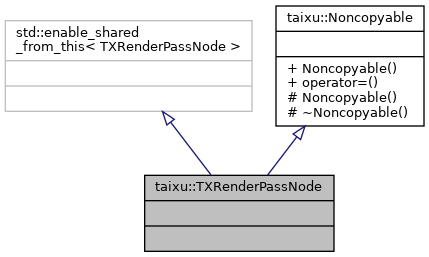 std::enable_shared
_from_this< TXRenderPassNode >
taixu::Noncopyable
+ Noncopyable()
+ operator=()
# Noncopyable()
# ~Noncopyable()
taixu::TXRenderPassNode